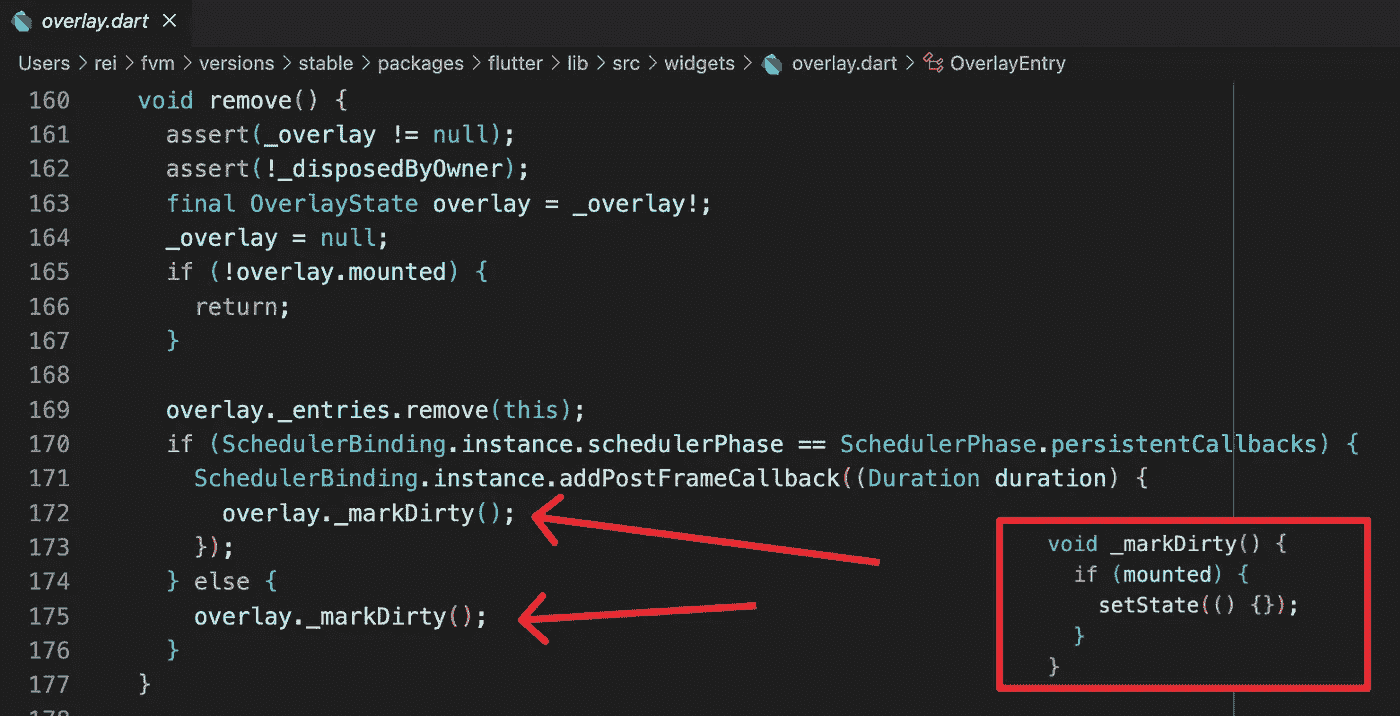 overlay.dart ×
Users > rei > fvm > versions > stable > packages > flutter > lib > src > widgets > overlay.dart > OverlayEntry
160 void remove() {
161 assert(_overlay != null);
162 assert(!_disposedByOwner);
163 final OverlayState overlay = _overlay!;
164 _overlay = null;
165 if (!overlay.mounted) {
166 return;
167 }
168
169 overlay._entries.remove(this);
170 if (SchedulerBinding.instance.schedulerPhase == SchedulerPhase.persistentCallbacks) {
171 SchedulerBinding.instance.addPostFrameCallback((Duration duration) {
172 overlay._markDirty();
173 });
174 } else {
175 overlay._markDirty();
176 }
177 }
178
void _markDirty() {
if (mounted) {
setState(() {});
}
}